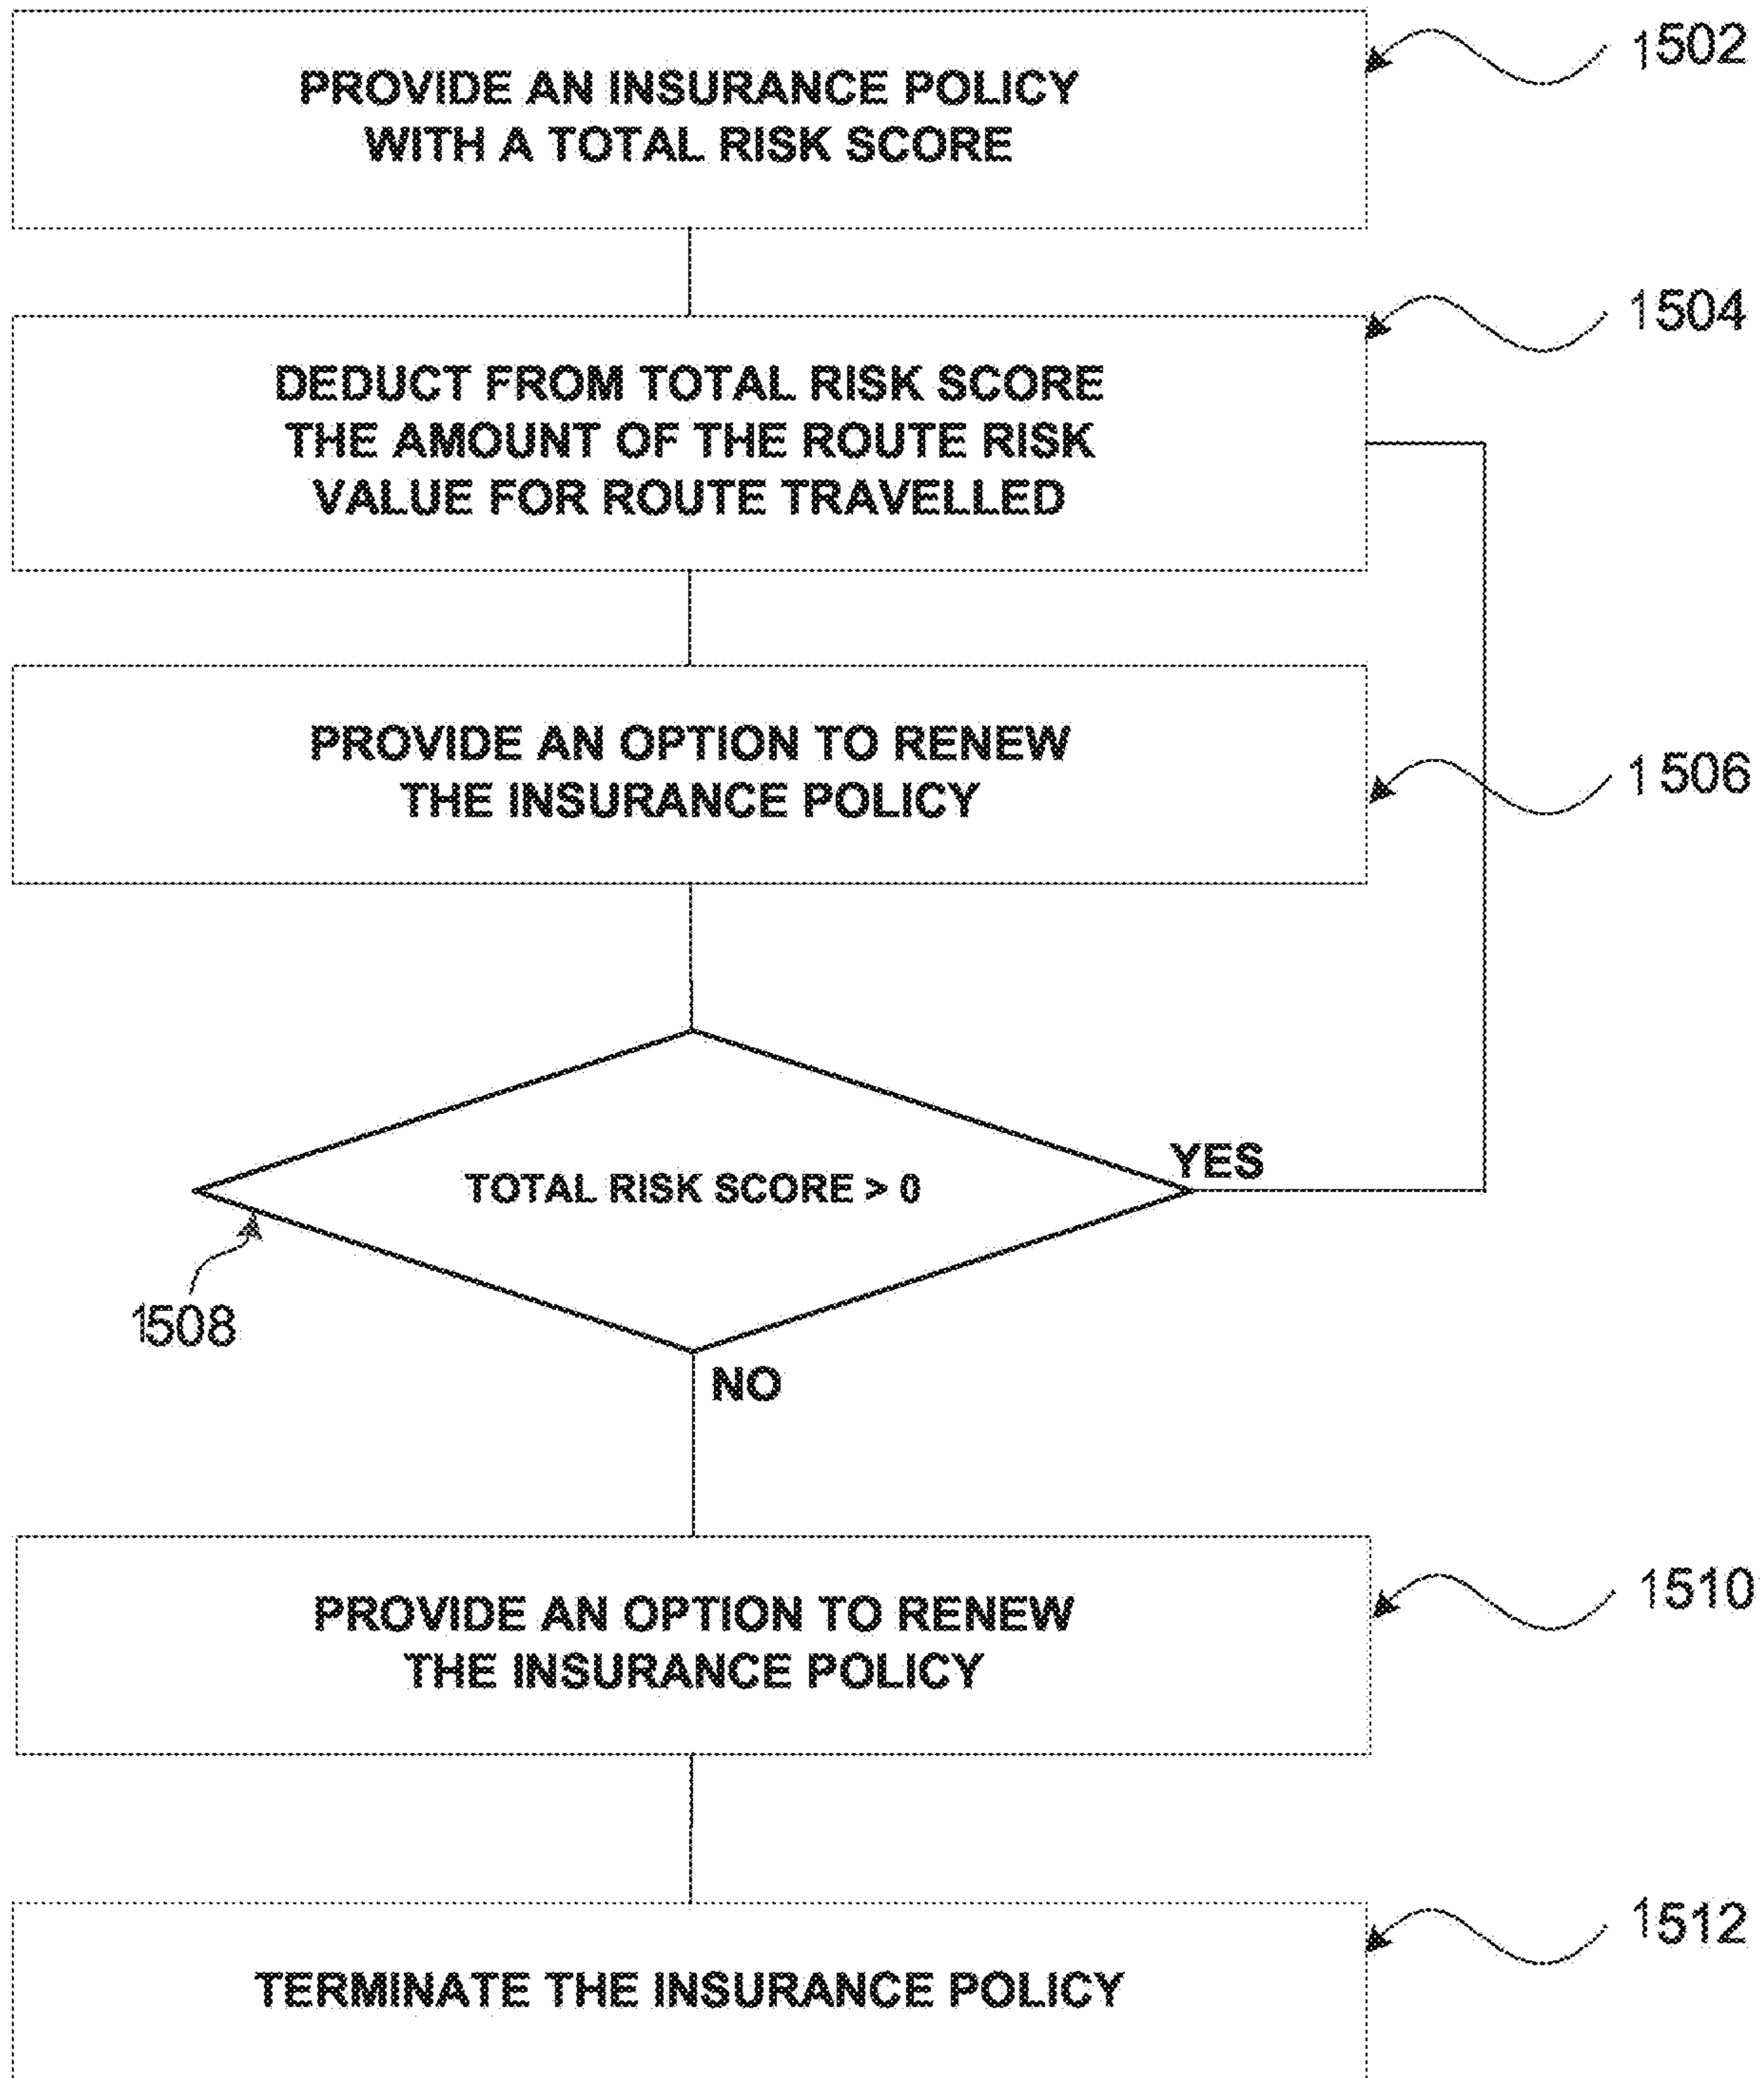 PROVIDE AN INSURANCE POLICY
WITH A TOTAL RISK SCORE
1502
DEDUCT FROM TOTAL RISK SCORE
THE AMOUNT OF THE ROUTE RISK
VALUE FOR ROUTE TRAVELLED
1504
PROVIDE AN OPTION TO RENEW
THE INSURANCE POLICY
1506
TOTAL RISK SCORE > 0
YES
1508
NO
PROVIDE AN OPTION TO RENEW
THE INSURANCE POLICY
1510
TERMINATE THE INSURANCE POLICY
1512